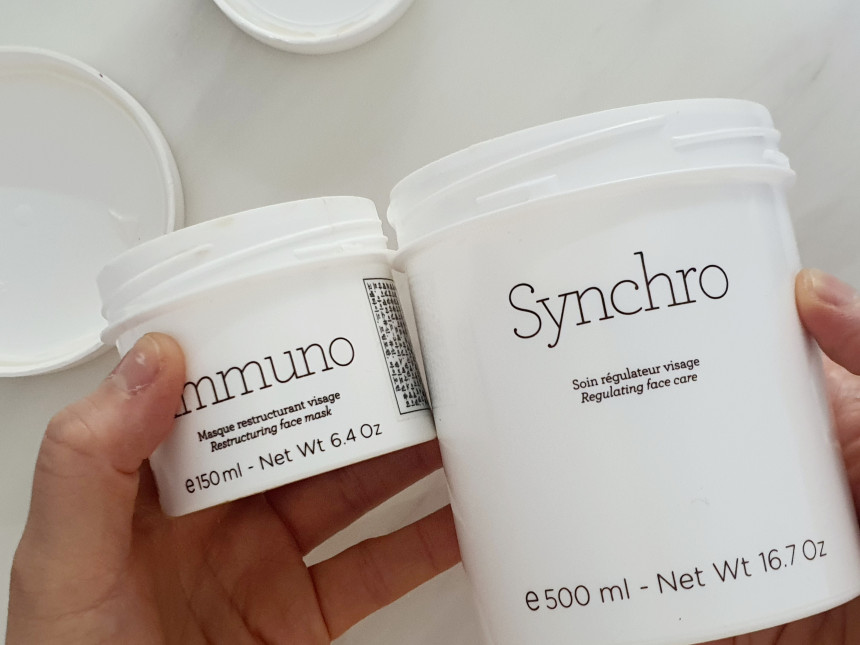 mmuno
Masque restructurant visage
Restructuring face mask
e 150 ml - Net Wt 6.4 Oz
Synchro
Soin régulateur visage
Regulating face care
e 500 ml - Net Wt 16.7 Oz